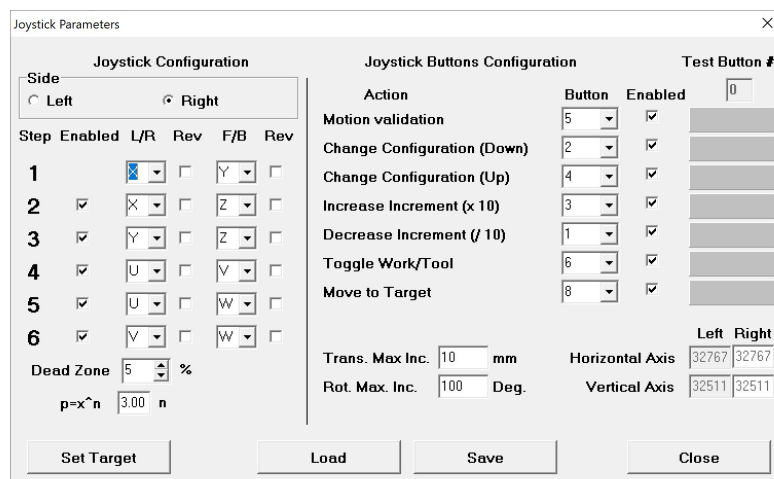 Joystick Parameters
Joystick Configuration
Side
Left Right
Step Enabled L/R Rev F/B Rev
1 X Y
2 X Z
3 Y Z
4 U V
5 U W
6 V W
Dead Zone 5 %
p=x^n 3.00 n
Joystick Buttons Configuration Test Button #
Action Button Enabled 0
Motion validation 5
Change Configuration (Down) 2
Change Configuration (Up) 4
Increase Increment (x 10) 3
Decrease Increment (/ 10) 1
Toggle Work/Tool 6
Move to Target 8
Left Right
Trans. Max Inc. 10 mm Horizontal Axis 32767 32767
Rot. Max. Inc. 100 Deg. Vertical Axis 32511 32511
Set Target Load Save Close